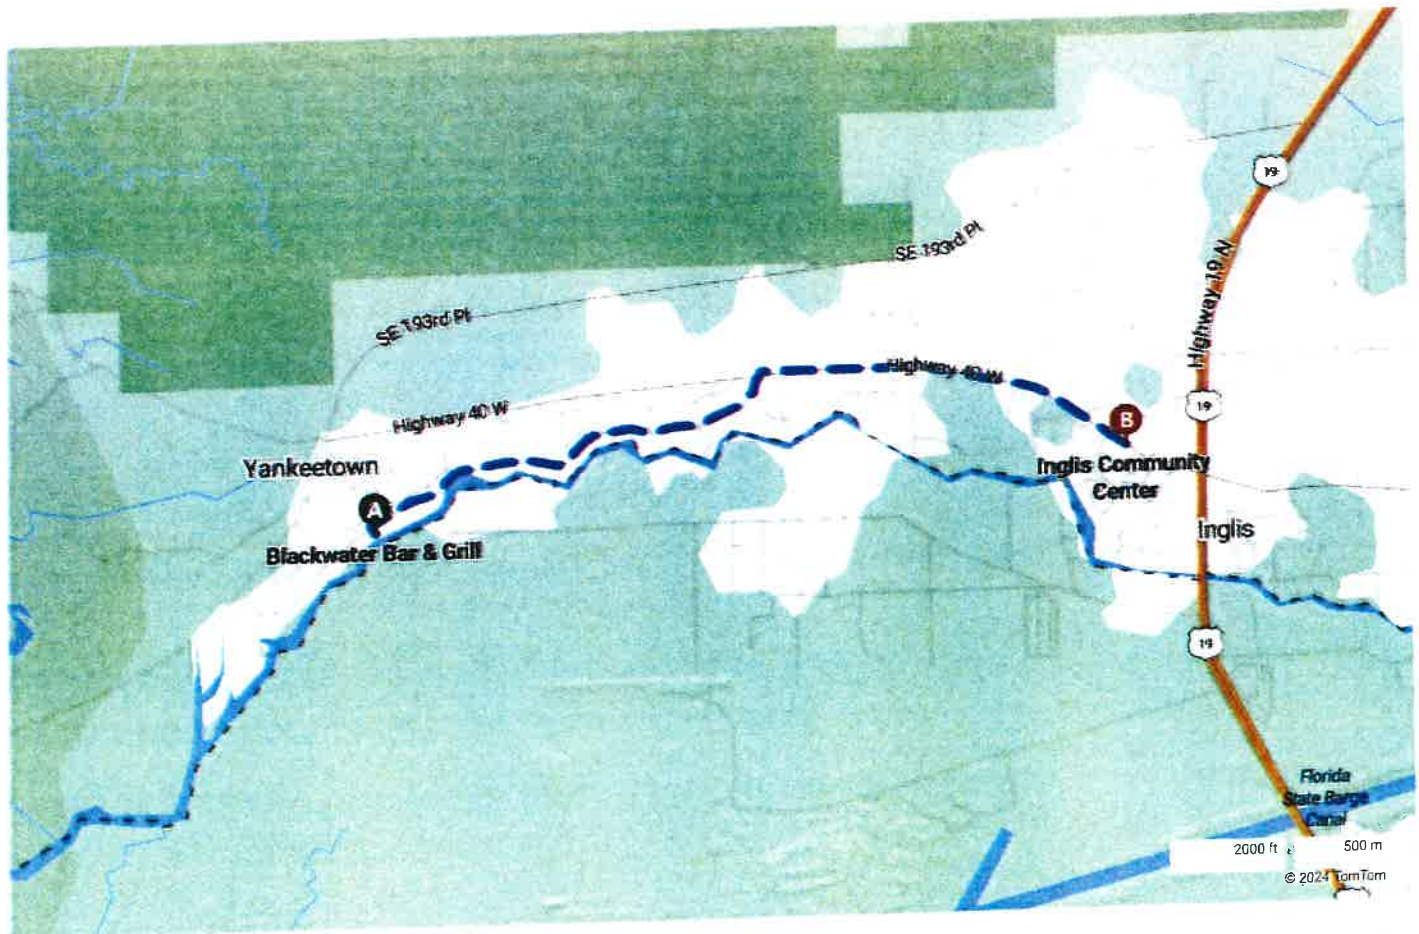 19
SE 193rd Pl
Highway 19 N
SE 193rd Pl
Highway 40 W
19
Highway 40 W
B
Yankeetown
Inglis Community
Center
A
Inglis
Blackwater Bar & Grill
19
Florida
State Barge
Canal
2000 ft
500 m
© 2024 TomTom